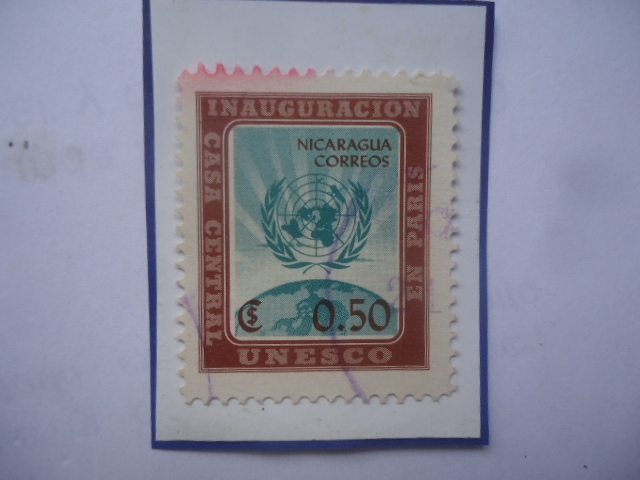 INAUGURACION
CASA CENTRAL
EN PARIS
UNESCO
NICARAGUA
CORREOS
C$ 0.50